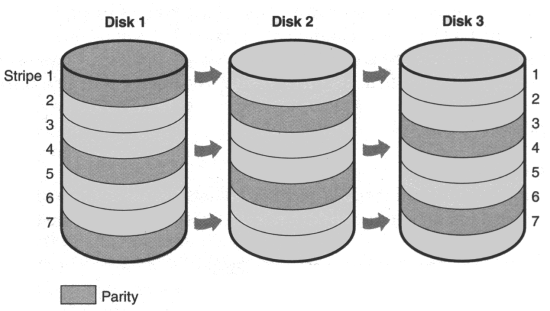 Disk 1 Disk 2 Disk 3
Stripe 1 1
2 2
3 3
4 4
5 5
6 6
7 7
Parity